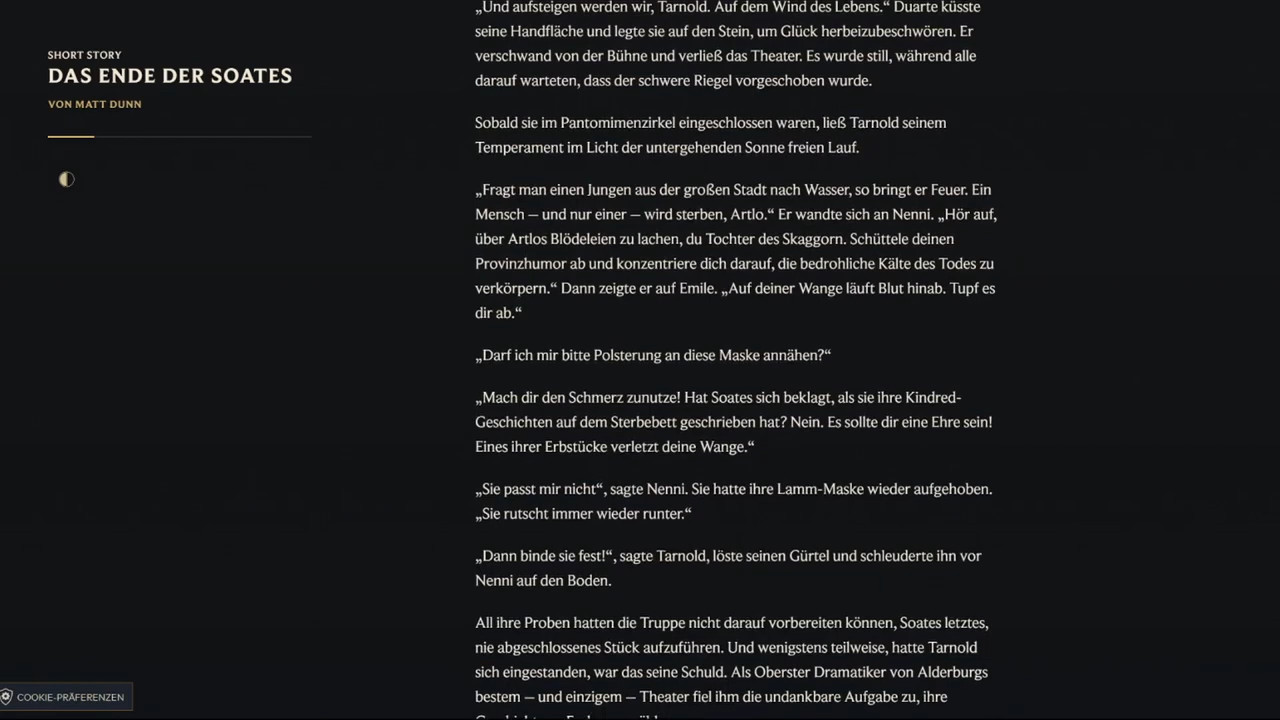 SHORT STORY
DAS ENDE DER SOATES
VON MATT DUNN
„Und aufsteigen werden wir, Tarnold. Auf dem Wind des Lebens.“ Duarte küsste
seine Handfläche und legte sie auf den Stein, um Glück herbeizubeschwören. Er
verschwand von der Bühne und verließ das Theater. Es wurde still, während alle
darauf warteten, dass der schwere Riegel vorgeschoben wurde.
Sobald sie im Pantomimenzirkel eingeschlossen waren, ließ Tarnold seinem
Temperament im Licht der untergehenden Sonne freien Lauf.
„Fragt man einen Jungen aus der großen Stadt nach Wasser, so bringt er Feuer. Ein
Mensch – und nur einer – wird sterben, Artlo.“ Er wandte sich an Nenni. „Hör auf,
über Artlos Blödeleien zu lachen, du Tochter des Skaggorn. Schüttele deinen
Provinzhumor ab und konzentriere dich darauf, die bedrohliche Kälte des Todes zu
verkörpern.“ Dann zeigte er auf Emile. „Auf deiner Wange läuft Blut hinab. Tupf es
dir ab.“
„Darf ich mir bitte Polsterung an diese Maske annähen?“
„Mach dir den Schmerz zunutze! Hat Soates sich beklagt, als sie ihre Kindred-
Geschichten auf dem Sterbebett geschrieben hat? Nein. Es sollte dir eine Ehre sein!
Eines ihrer Erbstücke verletzt deine Wange.“
„Sie passt mir nicht“, sagte Nenni. Sie hatte ihre Lamm-Maske wieder aufgehoben.
„Sie rutscht immer wieder runter.“
„Dann binde sie fest!“, sagte Tarnold, löste seinen Gürtel und schleuderte ihn vor
Nenni auf den Boden.
All ihre Proben hatten die Truppe nicht darauf vorbereiten können, Soates letztes,
nie abgeschlossenes Stück aufzuführen. Und wenigstens teilweise, hatte Tarnold
sich eingestanden, war das seine Schuld. Als Oberster Dramatiker von Alderburgs
bestem – und einzigem – Theater fiel ihm die undankbare Aufgabe zu, ihre
COOKIE-PRÄFERENZEN